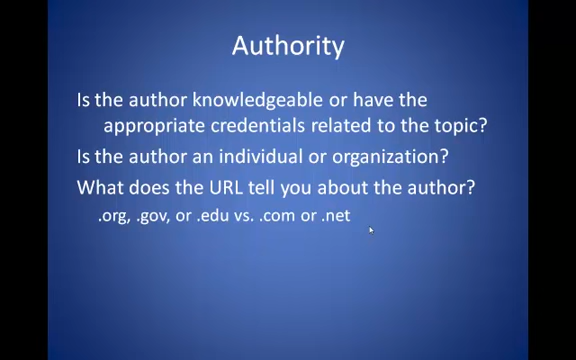 Authority
Is the author knowledgeable or have the
appropriate credentials related to the topic?
Is the author an individual or organization?
What does the URL tell you about the author?
.org, .gov, or .edu vs. .com or .net